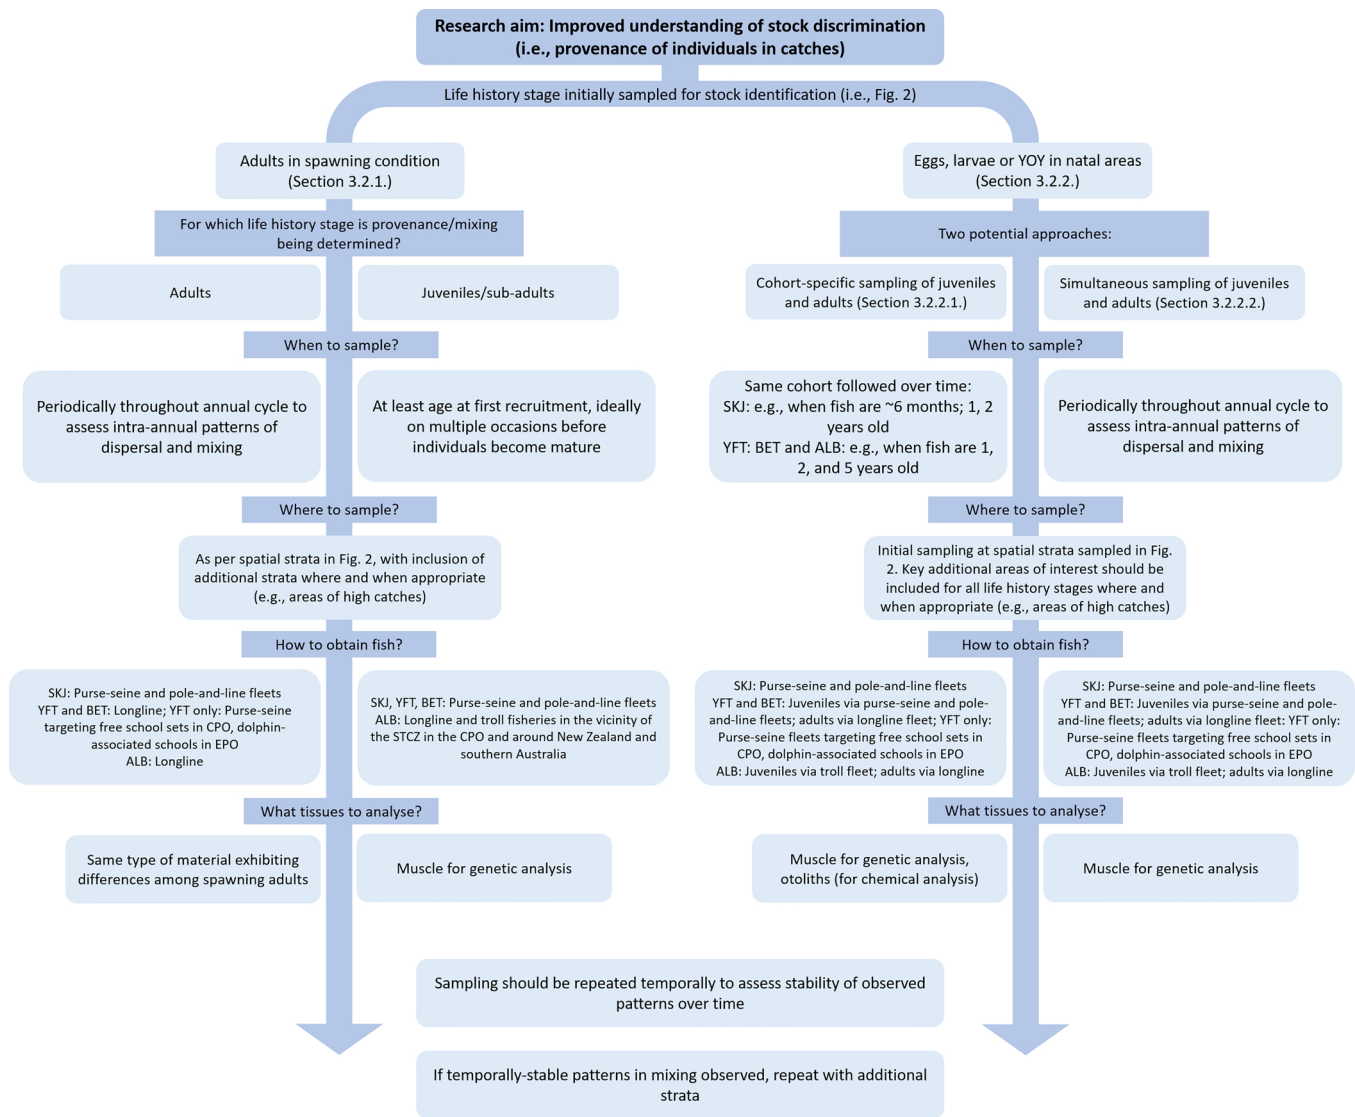 Research aim: Improved understanding of stock discrimination
(i.e., provenance of individuals in catches)
Life history stage initially sampled for stock identification (i.e., Fig. 2)
Adults in spawning condition
(Section 3.2.1.)
For which life history stage is provenance/mixing
being determined?
Adults
Juveniles/sub-adults
When to sample?
Periodically throughout annual cycle to
assess intra-annual patterns of
dispersal and mixing
At least age at first recruitment, ideally
on multiple occasions before
individuals become mature
Where to sample?
As per spatial strata in Fig. 2, with inclusion of
additional strata where and when appropriate
(e.g., areas of high catches)
How to obtain fish?
SKJ: Purse-seine and pole-and-line fleets
YFT and BET: Longline; YFT only: Purse-seine
targeting free school sets in CPO, dolphin-
associated schools in EPO
ALB: Longline
SKJ, YFT, BET: Purse-seine and pole-and-line fleets
ALB: Longline and troll fisheries in the vicinity of
the STCZ in the CPO and around New Zealand and
southern Australia
What tissues to analyse?
Same type of material exhibiting
differences among spawning adults
Muscle for genetic analysis
Eggs, larvae or YOY in natal areas
(Section 3.2.2.)
Two potential approaches:
Cohort-specific sampling of juveniles
and adults (Section 3.2.2.1.)
Simultaneous sampling of juveniles
and adults (Section 3.2.2.2.)
When to sample?
Same cohort followed over time:
SKJ: e.g., when fish are ~6 months; 1, 2
years old
YFT: BET and ALB: e.g., when fish are 1,
2, and 5 years old
Periodically throughout annual cycle to
assess intra-annual patterns of
dispersal and mixing
Where to sample?
Initial sampling at spatial strata sampled in Fig.
2. Key additional areas of interest should be
included for all life history stages where and
when appropriate (e.g., areas of high catches)
How to obtain fish?
SKJ: Purse-seine and pole-and-line fleets
YFT and BET: Juveniles via purse-seine and pole-
and-line fleets; adults via longline fleet; YFT only:
Purse-seine fleets targeting free school sets in
CPO, dolphin-associated schools in EPO
ALB: Juveniles via troll fleet; adults via longline
SKJ: Purse-seine and pole-and-line fleets
YFT and BET: Juveniles via purse-seine and pole-
and-line fleets; adults via longline fleet: YFT only:
Purse-seine fleets targeting free school sets in
CPO, dolphin-associated schools in EPO
ALB: Juveniles via troll fleet; adults via longline
What tissues to analyse?
Muscle for genetic analysis,
otoliths (for chemical analysis)
Muscle for genetic analysis
Sampling should be repeated temporally to assess stability of observed
patterns over time
If temporally-stable patterns in mixing observed, repeat with additional
strata